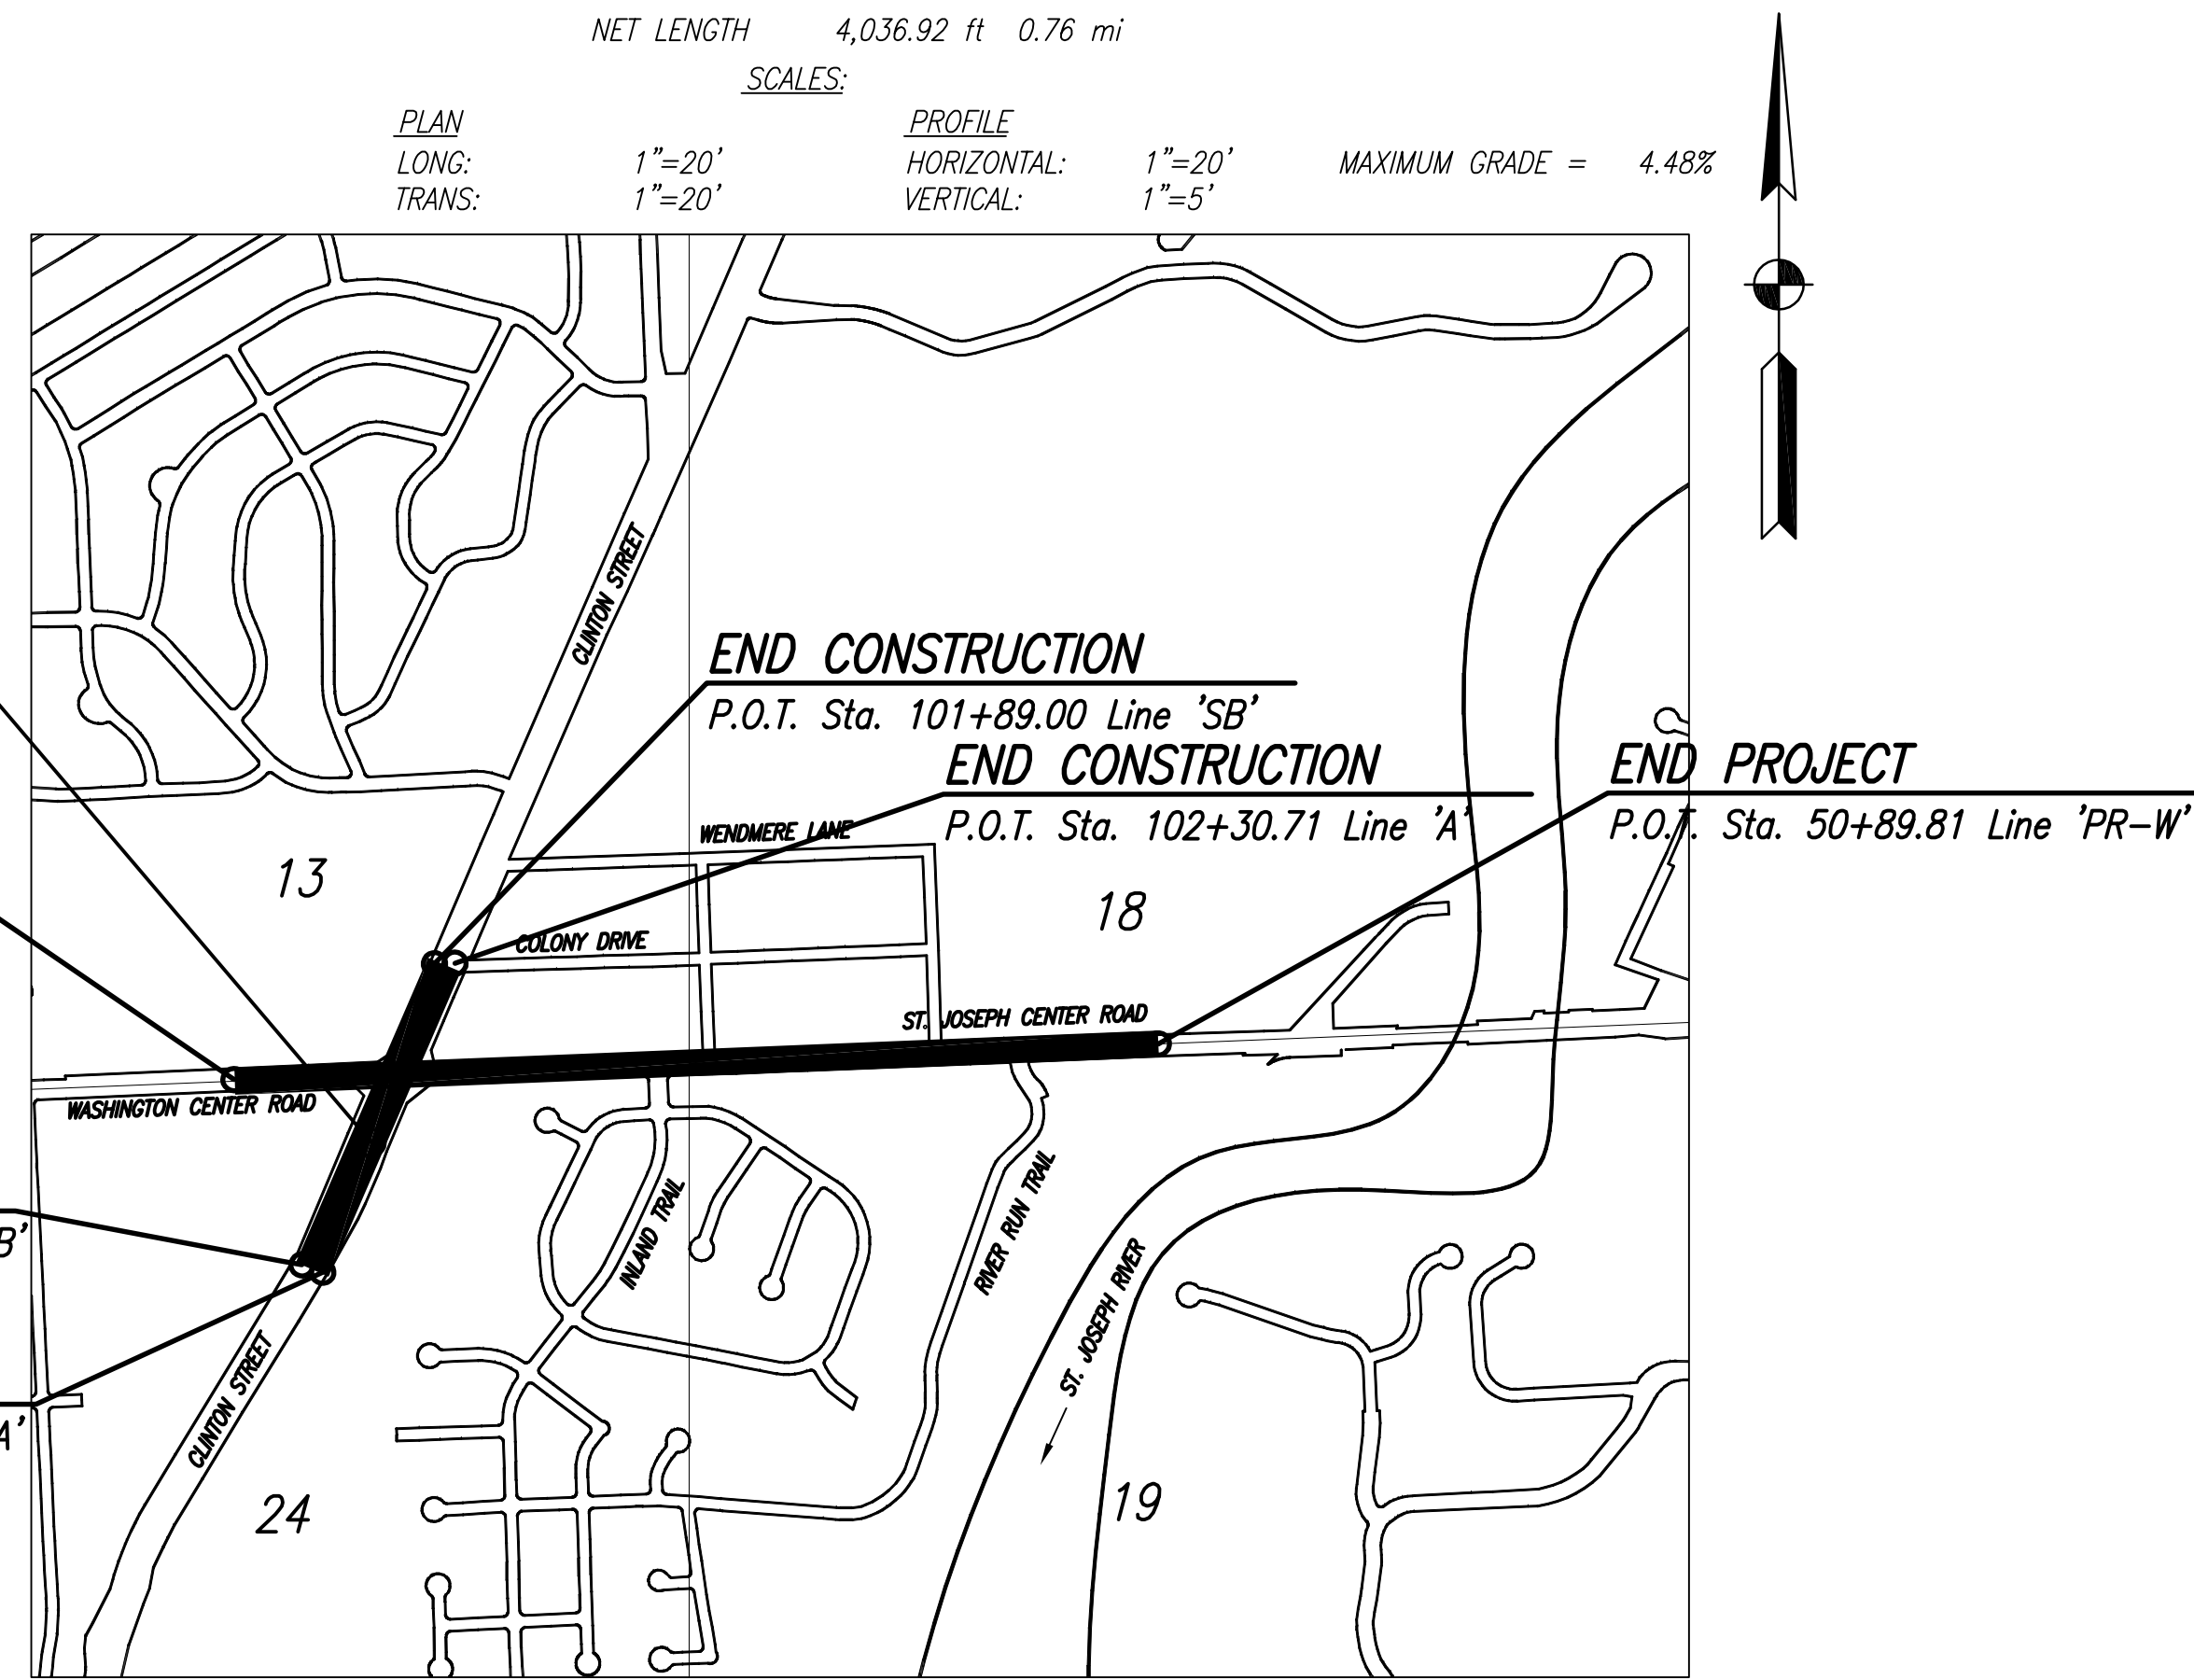 NET LENGTH 4,036.92 ft 0.76 mi
SCALES:
PLAN PROFILE
LONG: 1"=20' HORIZONTAL: 1"=20' MAXIMUM GRADE = 4.48%
TRANS: 1"=20' VERTICAL: 1"=5'
CLINTON STREET
END CONSTRUCTION
P.O.T. Sta. 101+89.00 Line 'SB'
END CONSTRUCTION
P.O.T. Sta. 102+30.71 Line 'A'
END PROJECT
P.O.T. Sta. 50+89.81 Line 'PR-W'
WENDMERE LANE
13
18
COLONY DRIVE
ST. JOSEPH CENTER ROAD
WASHINGTON CENTER ROAD
INLAND TRAIL
RIVER RUN TRAIL
ST. JOSEPH RIVER
B'
A'
CLINTON STREET
24
19